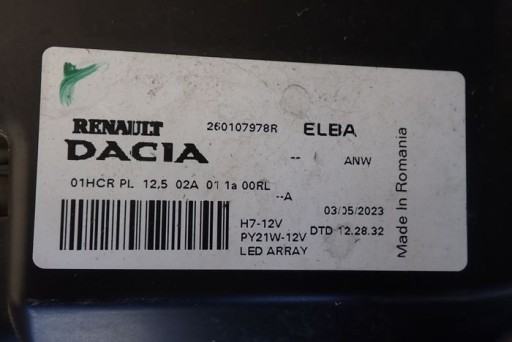 RENAULT 260107978R ELBA
DACIA -- ANW
01HCR PL 12,5 02A 01 1a 00RL
--A
03/05/2023
H7-12V
PY21W-12V DTD 12.28.32
LED ARRAY
Made In Romania